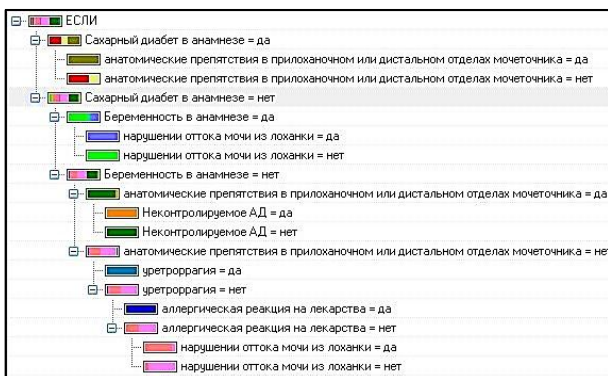 ЕСЛИ
Сахарный диабет в анамнезе = да
анатомические препятствия в прилоханочном или дистальном отделах мочеточника = да
анатомические препятствия в прилоханочном или дистальном отделах мочеточника = нет
Сахарный диабет в анамнезе = нет
Беременность в анамнезе = да
нарушении оттока мочи из лоханки = да
нарушении оттока мочи из лоханки = нет
Беременность в анамнезе = нет
анатомические препятствия в прилоханочном или дистальном отделах мочеточника = да
Неконтролируемое АД = да
Неконтролируемое АД = нет
анатомические препятствия в прилоханочном или дистальном отделах мочеточника = нет
уретроррагия = да
уретроррагия = нет
аллергическая реакция на лекарства = да
аллергическая реакция на лекарства = нет
нарушении оттока мочи из лоханки = да
нарушении оттока мочи из лоханки = нет